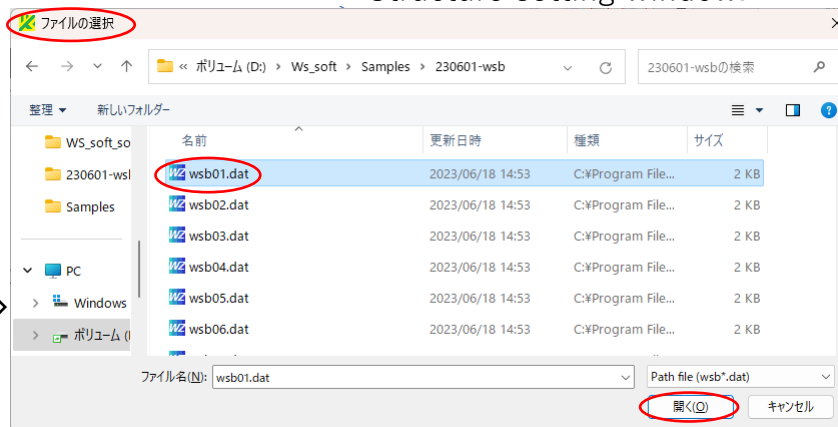 Structure setting window
ファイルの選択
« ポリューム (D:) › Ws_soft › Samples › 230601-wsb
230601-wsbの検索
整理 新しいフォルダー
名前 更新日時 種類 サイズ
WS_soft_so
230601-wsl
Samples
PC
Windows
ポリューム (
wsb01.dat 2023/06/18 14:53 C:¥Program File... 2 KB
wsb02.dat 2023/06/18 14:53 C:¥Program File... 2 KB
wsb03.dat 2023/06/18 14:53 C:¥Program File... 2 KB
wsb04.dat 2023/06/18 14:53 C:¥Program File... 2 KB
wsb05.dat 2023/06/18 14:53 C:¥Program File... 2 KB
wsb06.dat 2023/06/18 14:53 C:¥Program File... 2 KB
ファイル名(N): wsb01.dat Path file (wsb*.dat)
開く(O) キャンセル